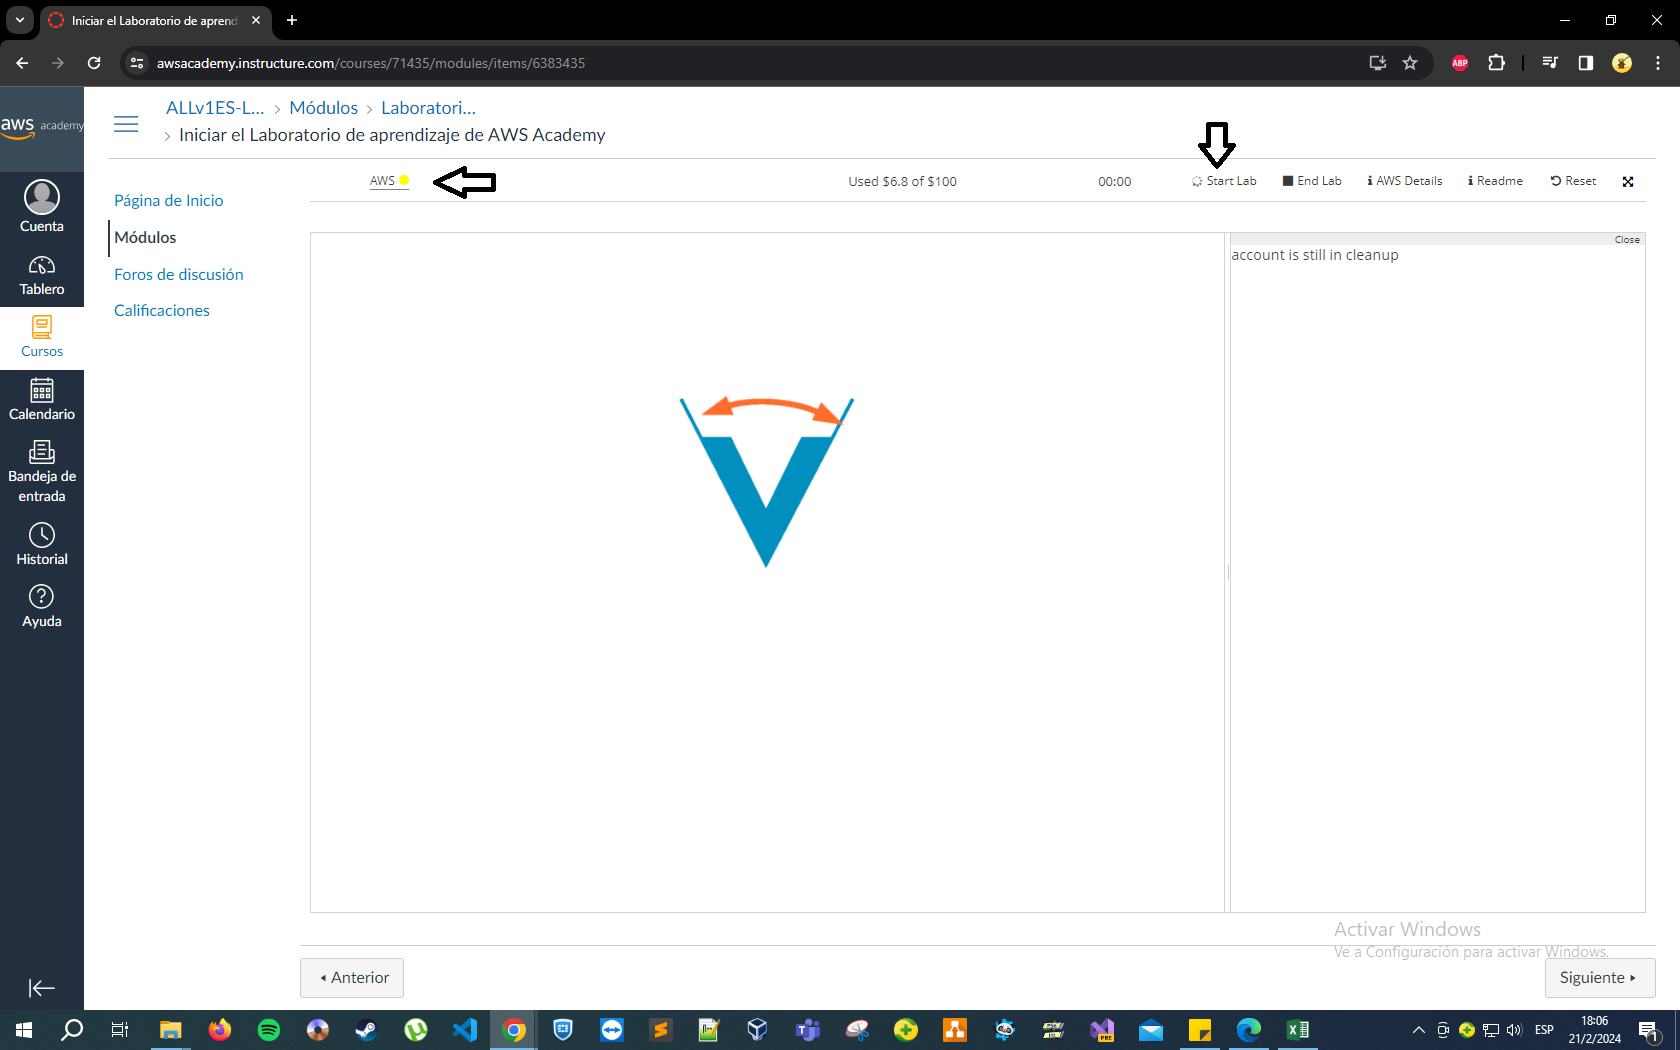 Iniciar el Laboratorio de aprend
awsacademy.instructure.com/courses/71435/modules/items/6383435
ABP
aws academy
ALLv1ES-L... > Módulos > Laboratori...
> Iniciar el Laboratorio de aprendizaje de AWS Academy
AWS
Used $6.8 of $100
00:00
Start Lab
End Lab
AWS Details
Readme
Reset
Cuenta
Tablero
Cursos
Calendario
Bandeja de
entrada
Historial
Ayuda
Página de Inicio
Módulos
Foros de discusión
Calificaciones
Close
account is still in cleanup
Activar Windows
Ve a Configuración para activar Windows.
Anterior
Siguiente
PRE
ESP
18:06
21/2/2024
1